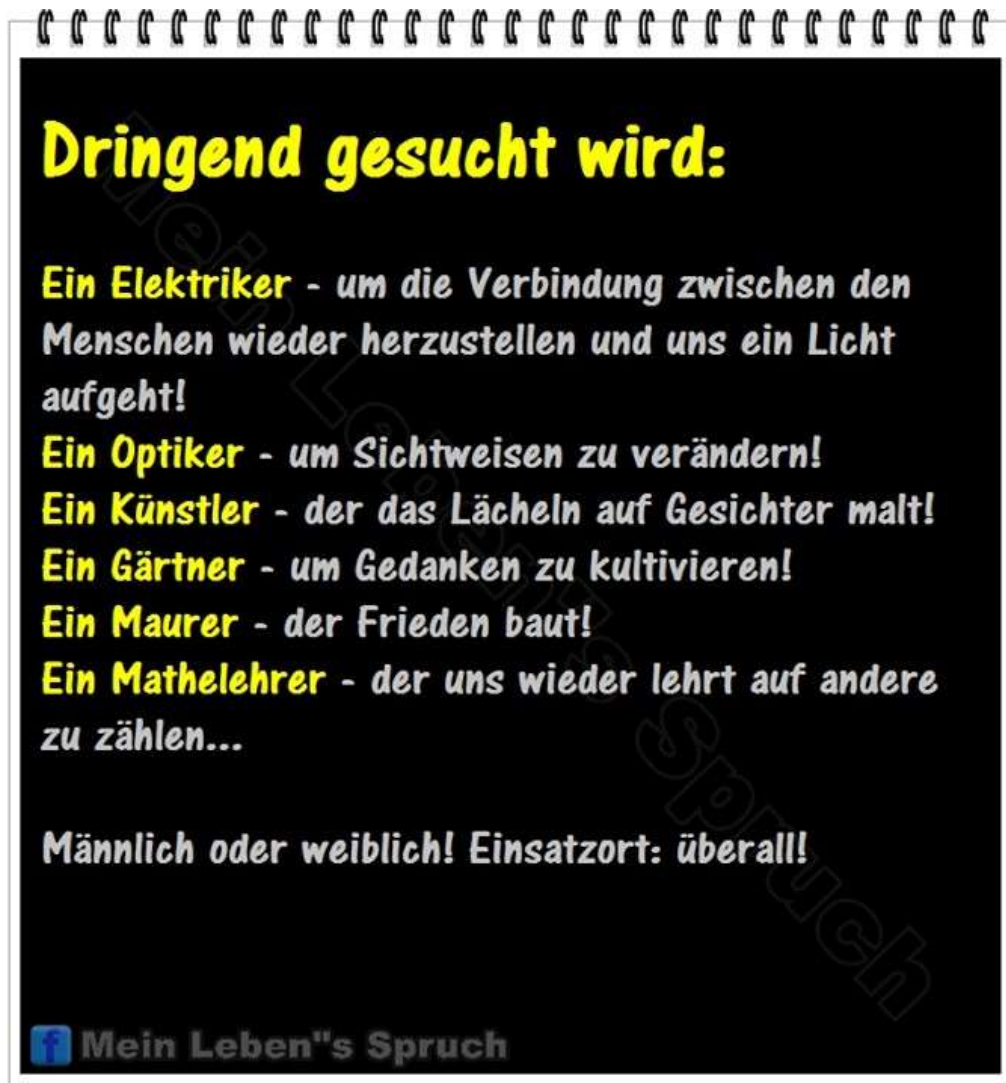 Dringend gesucht wird:
Ein Elektriker - um die Verbindung zwischen den
Menschen wieder herzustellen und uns ein Licht
aufgeht!
Ein Optiker - um Sichtweisen zu verändern!
Ein Künstler - der das Lächeln auf Gesichter malt!
Ein Gärtner - um Gedanken zu kultivieren!
Ein Maurer - der Frieden baut!
Ein Mathelehrer - der uns wieder lehrt auf andere
zu zählen...
Männlich oder weiblich! Einsatzort: überall!
Mein Leben"s Spruch
f Mein Leben"s Spruch